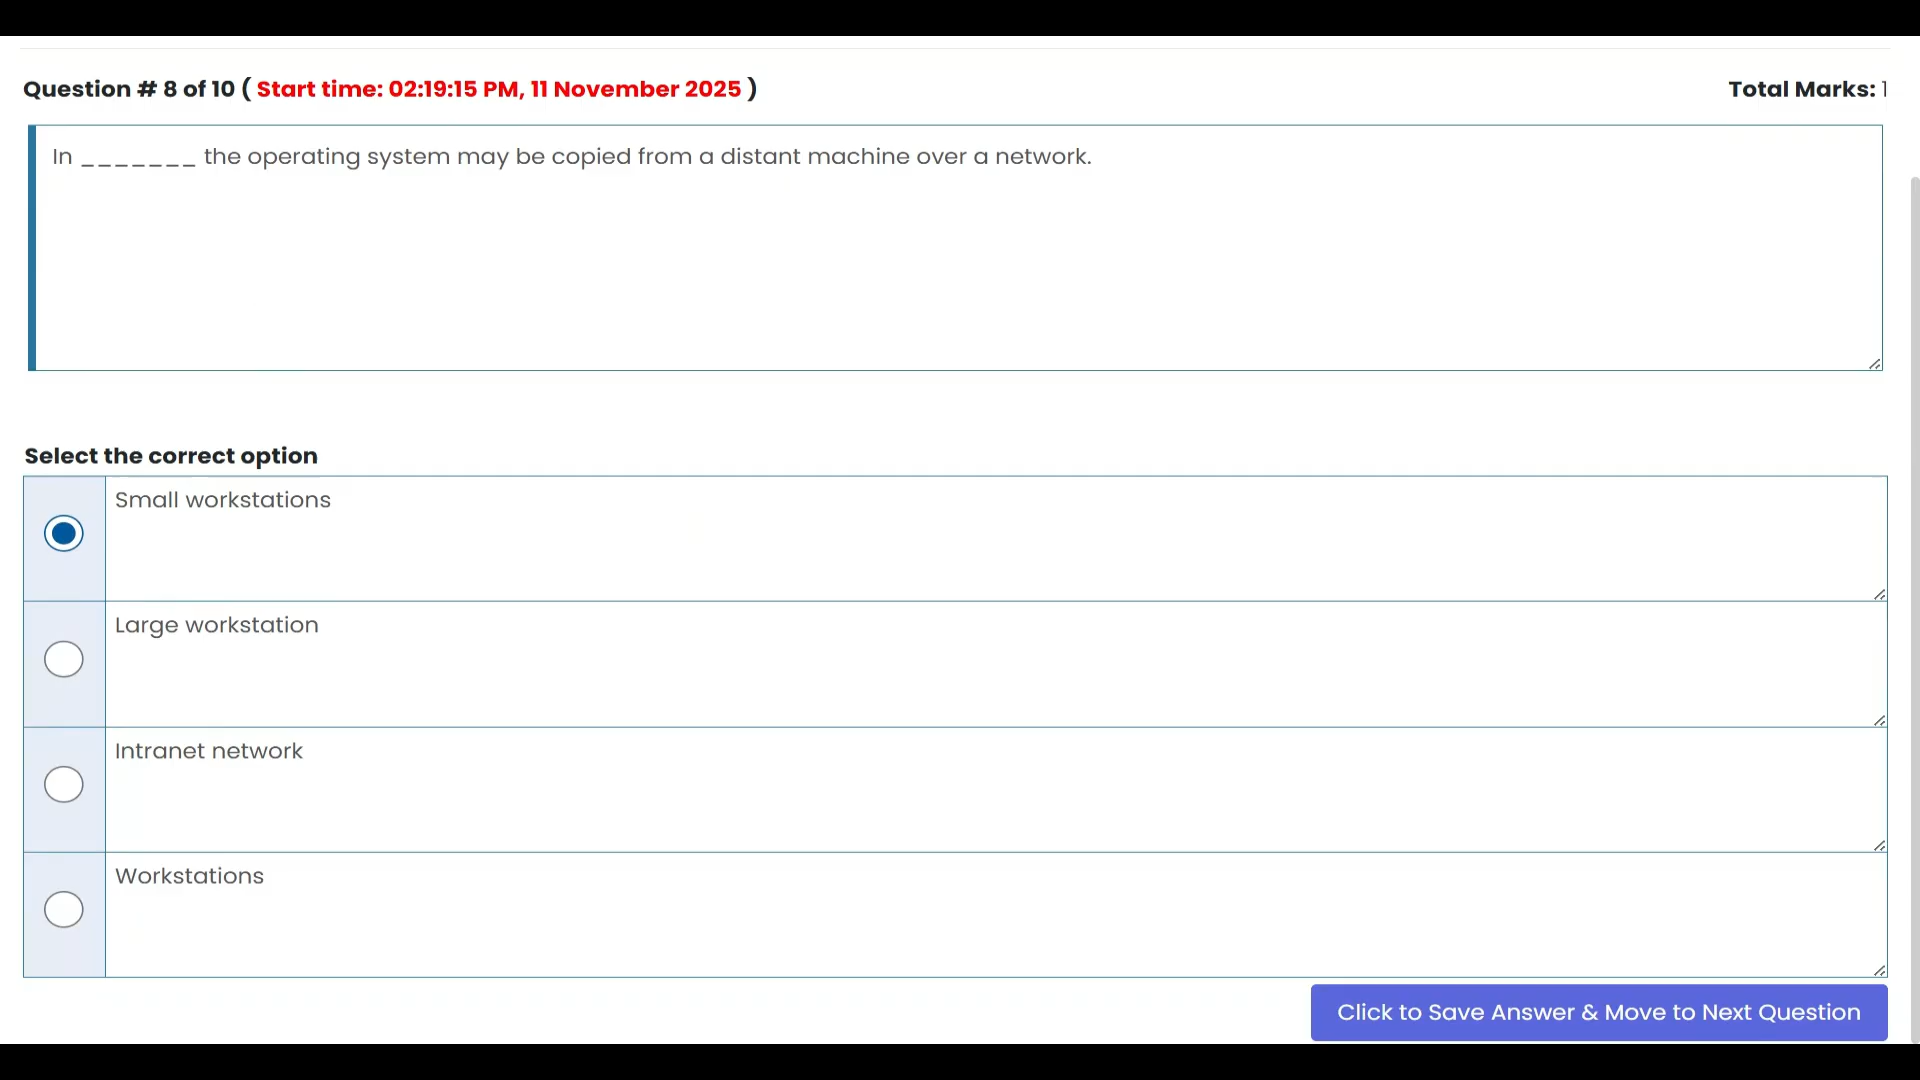 Question # 8 of 10 ( Start time: 02:19:15 PM, 11 November 2025 )
Total Marks: 1
In _______ the operating system may be copied from a distant machine over a network.
Select the correct option
Small workstations
Large workstation
Intranet network
Workstations
Click to Save Answer & Move to Next Question